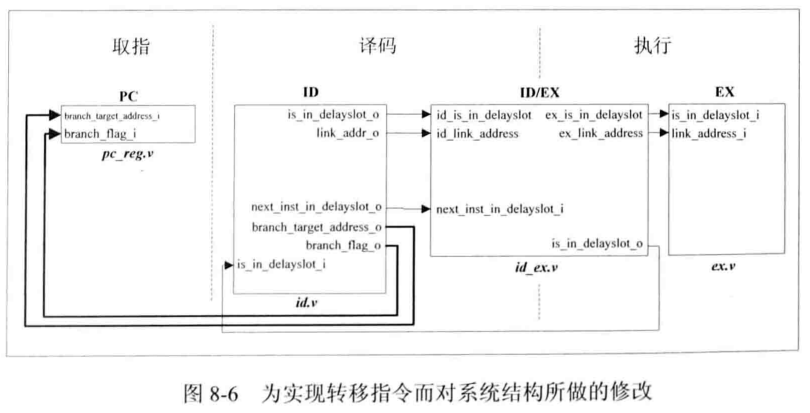 取指 译码 执行
PC ID ID/EX EX
branch_target_address_i is_in_delayslot_o id_is_in_delayslot ex_is_in_delayslot is_in_delayslot_i
branch_flag_i link_addr_o id_link_address ex_link_address link_address_i
pc_reg.v
next_inst_in_delayslot_o next_inst_in_delayslot_i
branch_target_address_o
branch_flag_o is_in_delayslot_o
is_in_delayslot_i
id_ex.v ex.v
id.v
图 8-6 为实现转移指令而对系统结构所做的修改